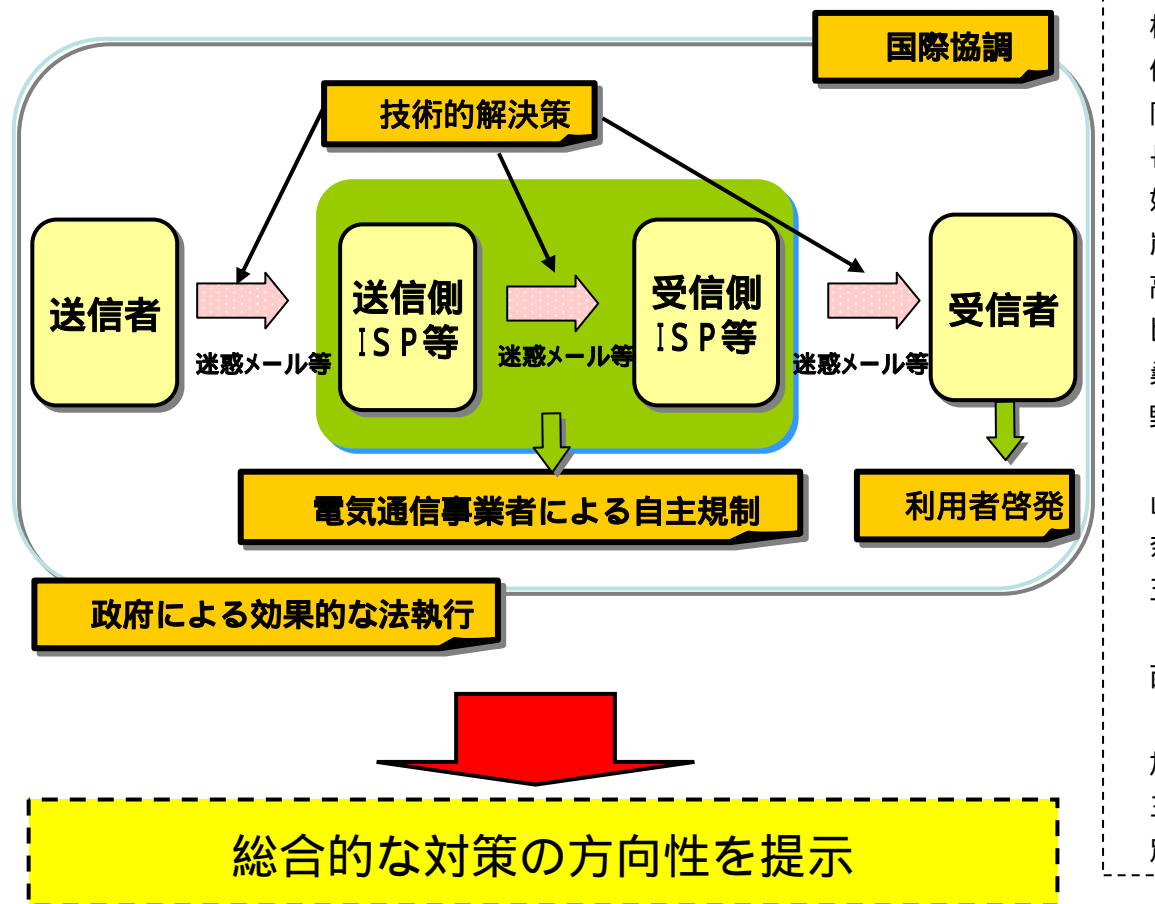 国際協調
技術的解決策
送信者
迷惑メール等
送信側
ISP等
迷惑メール等
受信側
ISP等
迷惑メール等
受信者
電気通信事業者による自主規制
利用者啓発
政府による効果的な法執行
総合的な対策の方向性を提示